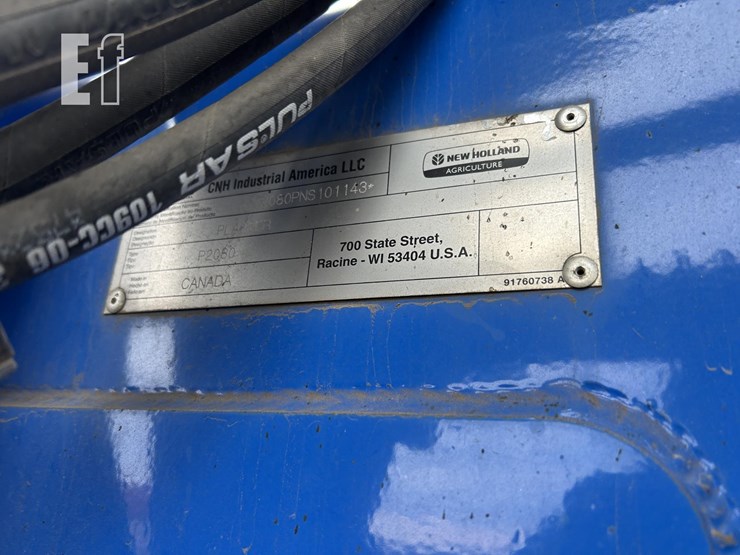 Ef
PULSAR 109CC-06
CNH Industrial America LLC
NEW HOLLAND
AGRICULTURE
080PNS101143*
P2080
CANADA
700 State Street,
Racine - WI 53404 U.S.A.
91760738 A